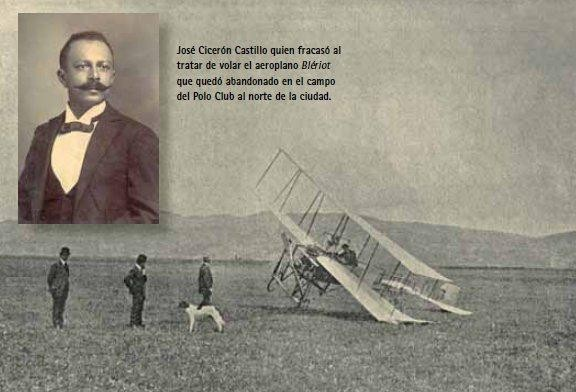 José Cicerón Castillo quien fracasó al
tratar de volar el aeroplano Blériot
que quedó abandonado en el campo
del Polo Club al norte de la ciudad.